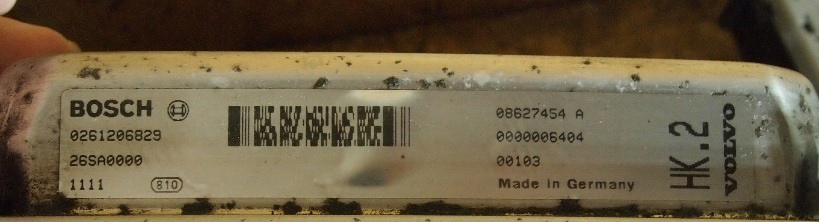 BOSCH
0261206829
26SA0000
1111 810
08627454 A
0000006404
00103
Made in Germany
HK.2
VOLVO